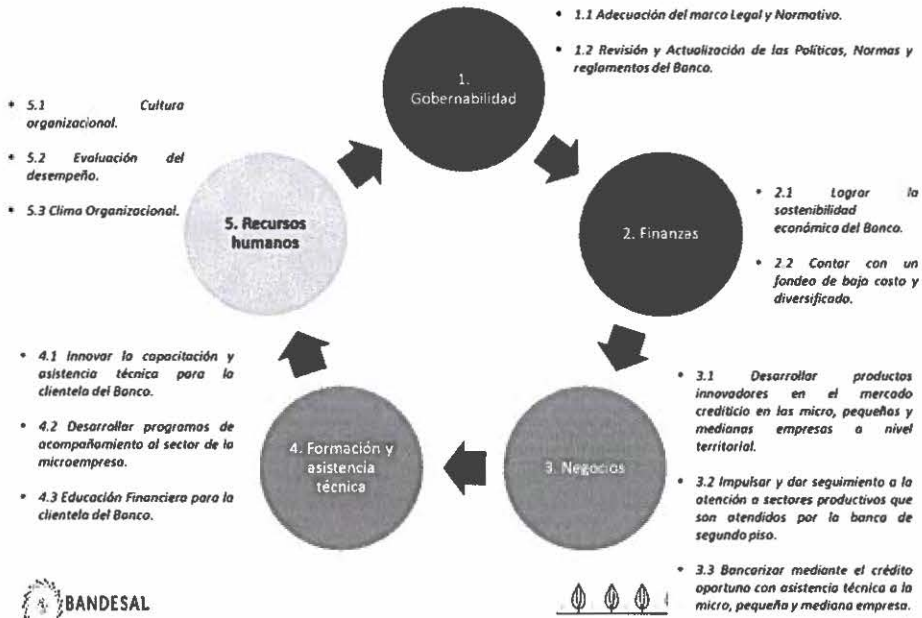 • 1.1 Adecuación del marco Legal y Normativo.
• 1.2 Revisión y Actualización de las Políticas, Normas y
reglamentos del Banco.
1.
Gobernabilidad
• 5.1 Cultura
organizacional.
• 5.2 Evaluación del
desempeño.
• 5.3 Clima Organizacional.
5. Recursos
humanos
2. Finanzas
• 2.1 Lograr la
sostenibilidad
económica del Banco.
• 2.2 Contar con un
fondeo de bajo costo y
diversificado.
• 4.1 Innovar la capacitación y
asistencia técnica para la
clientela del Banco.
• 4.2 Desarrollar programas de
acompañamiento al sector de la
microempresa.
• 4.3 Educación Financiera para la
clientela del Banco.
4. Formación y
asistencia
técnica
3. Negocios
• 3.1 Desarrollar productos
innovadores en el mercado
crediticio en las micro, pequeñas y
medianas empresas a nivel
territorial.
• 3.2 Impulsar y dar seguimiento a la
atención a sectores productivos que
son atendidos por la banca de
segundo piso.
• 3.3 Bancarizar mediante el crédito
oportuno con asistencia técnica a la
micro, pequeña y mediana empresa.
BANDESAL